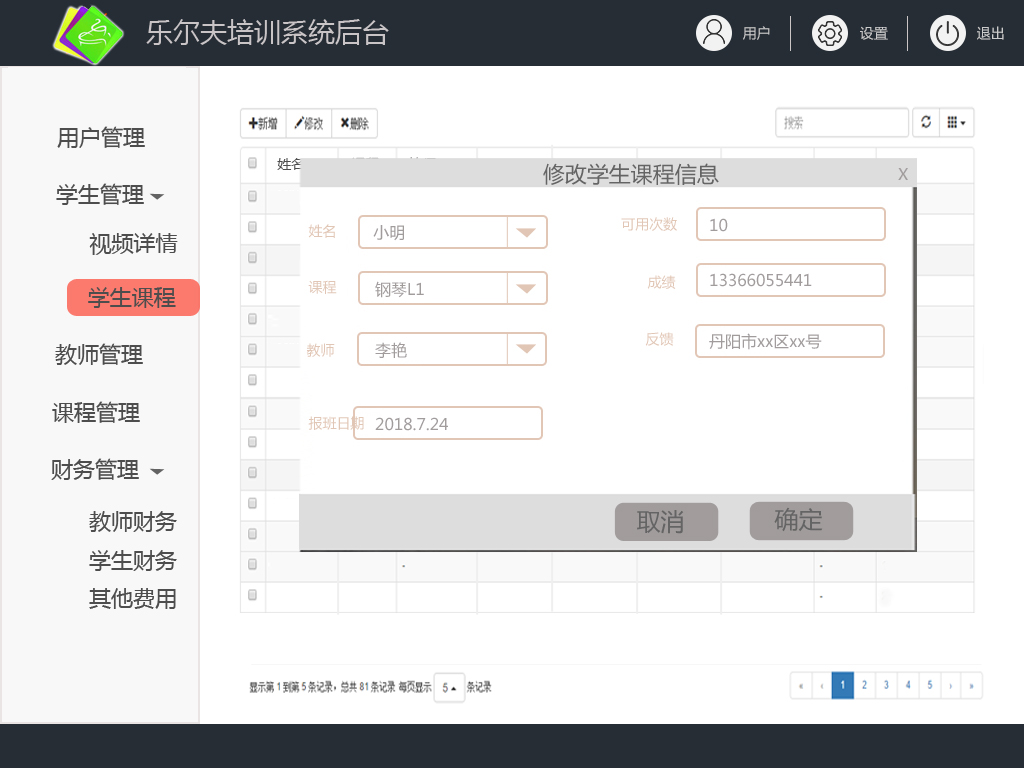 乐尔夫培训系统后台
用户
设置
退出
用户管理
学生管理
视频详情
学生课程
教师管理
课程管理
财务管理
教师财务
学生财务
其他费用
新增
修改
删除
搜索
姓名
修改学生课程信息 X
姓名 小明
可用次数 10
课程 钢琴L1
成绩 13366055441
教师 李艳
反馈 丹阳市xx区xx号
报班日期 2018.7.24
取消
确定
显示第 1 到第 5 条记录，总共 81 条记录 每页显示 5 条记录
« ‹ 1 2 3 4 5 › »